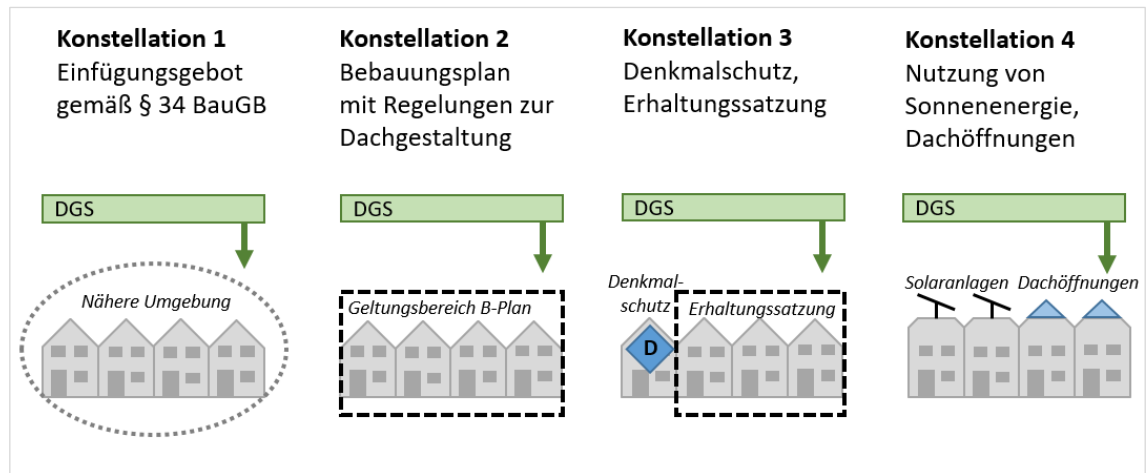 Konstellation 1
Einfügungsgebot
gemäß § 34 BauGB
DGS
Nähere Umgebung
Konstellation 2
Bebauungsplan
mit Regelungen zur
Dachgestaltung
DGS
Geltungsbereich B-Plan
Konstellation 3
Denkmalschutz,
Erhaltungssatzung
DGS
Denkmal-
schutz
Erhaltungssatzung
D
Konstellation 4
Nutzung von
Sonnenenergie,
Dachöffnungen
DGS
Solaranlagen
Dachöffnungen